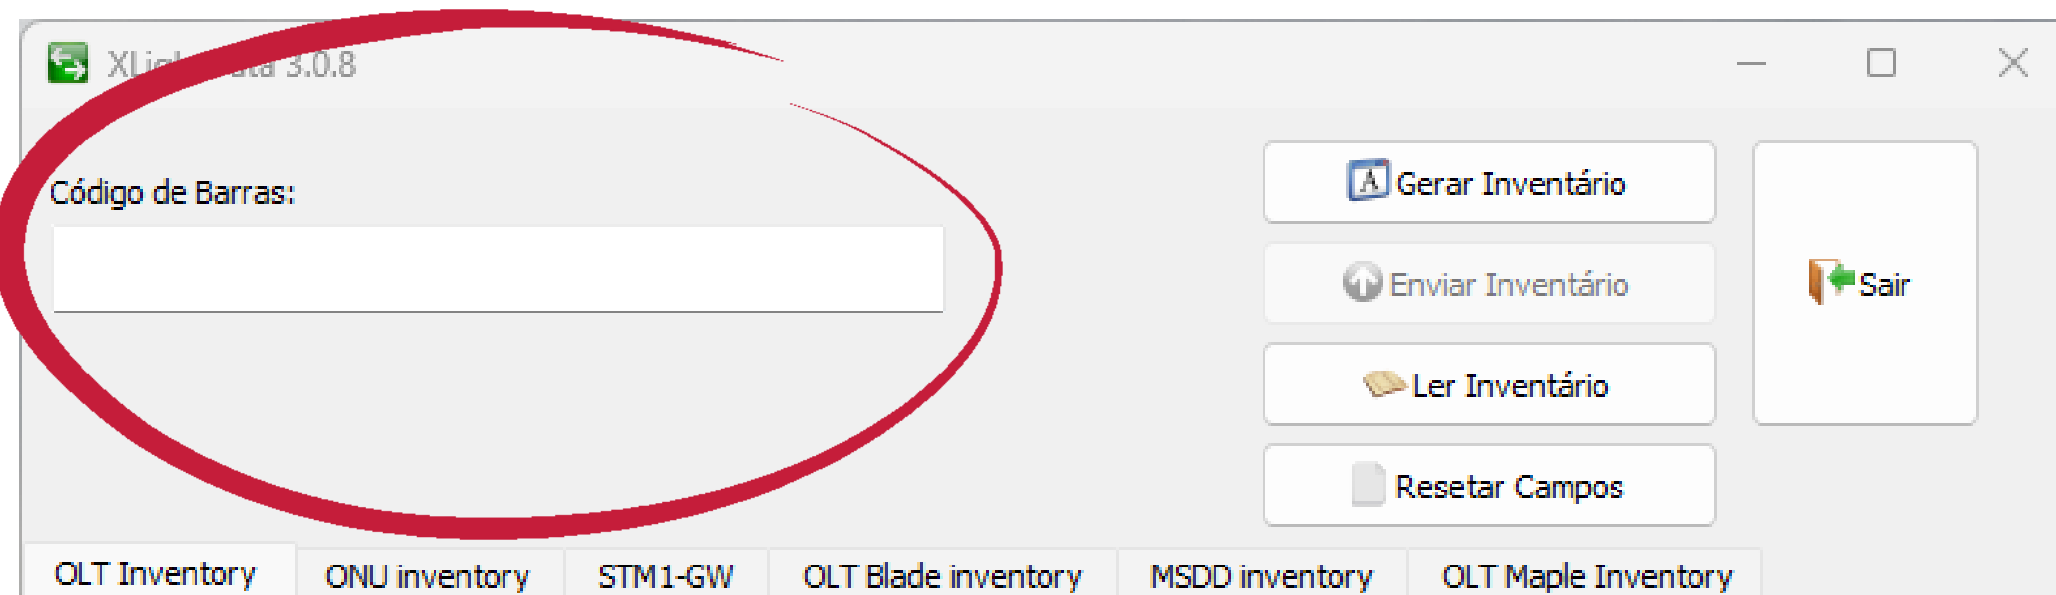 3.0.8
Código de Barras:
Gerar Inventário
Enviar Inventário
Sair
Ler Inventário
Resetar Campos
OLT Inventory ONU inventory STM1-GW OLT Blade inventory MSDD inventory OLT Maple Inventory